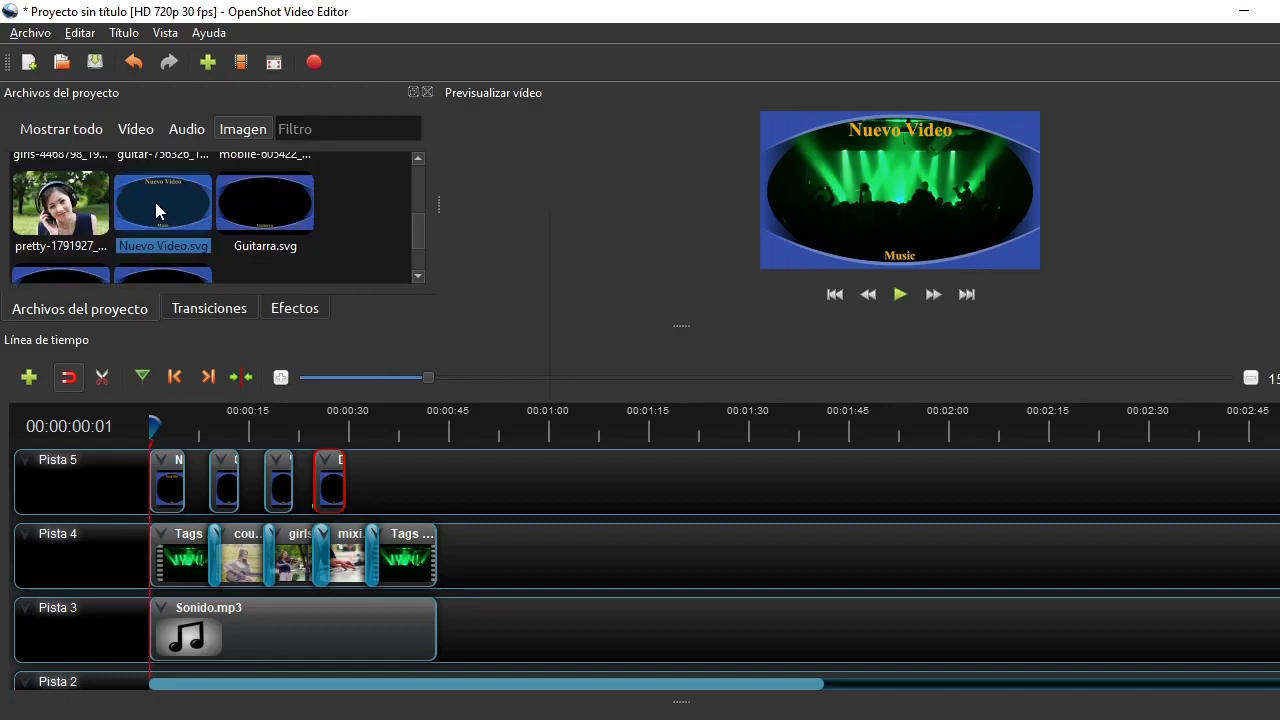 * Proyecto sin título [HD 720p 30 fps] - OpenShot Video Editor
Archivo Editar Título Vista Ayuda
Archivos del proyecto
Previsualizar vídeo
Mostrar todo Vídeo Audio Imagen Filtro
girls-4468798_19... guitar-756326_1... mobile-605422_...
Nuevo Video
Music
pretty-1791927_... Nuevo Video.svg Guitarra.svg
Nuevo Video
Music
Archivos del proyecto Transiciones Efectos
Línea de tiempo
15
00:00:00:01
00:00:15 00:00:30 00:00:45 00:01:00 00:01:15 00:01:30 00:01:45 00:02:00 00:02:15 00:02:30 00:02:45
Pista 5
N
D
Pista 4
Tags cou... girls mixi Tags ...
Pista 3
Sonido.mp3
Pista 2